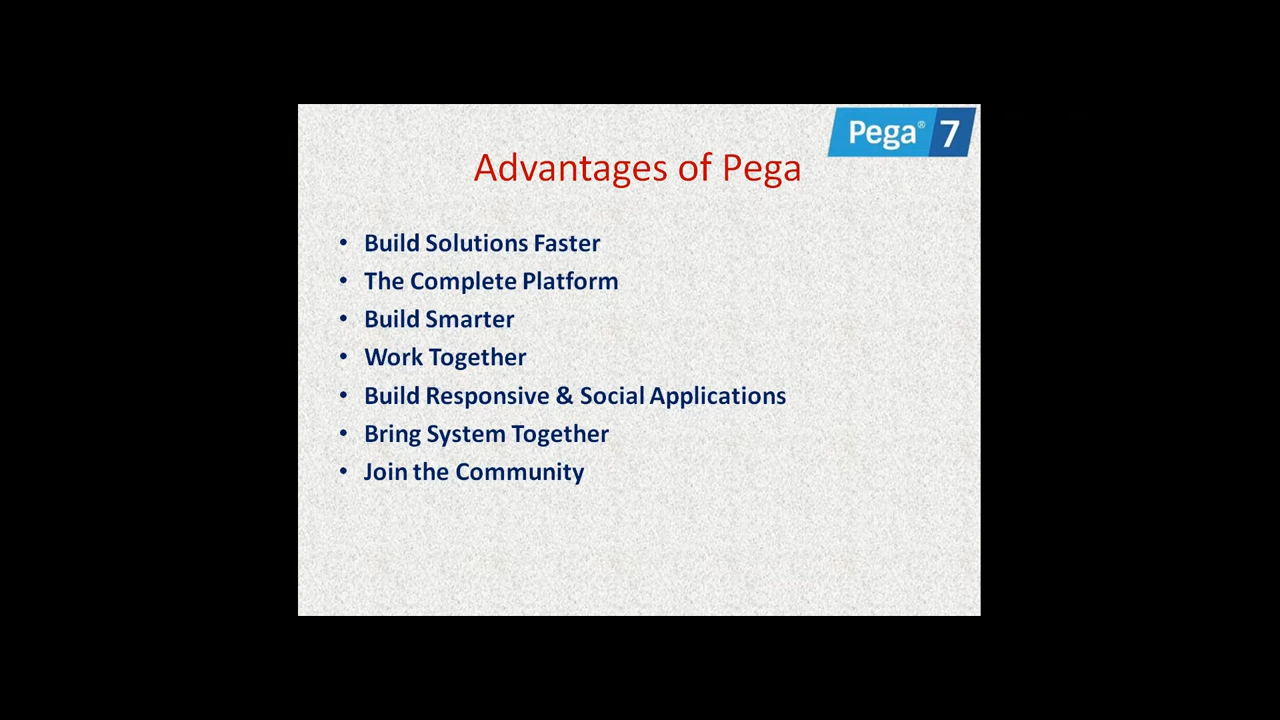 Pega® 7
Advantages of Pega
• Build Solutions Faster
• The Complete Platform
• Build Smarter
• Work Together
• Build Responsive & Social Applications
• Bring System Together
• Join the Community